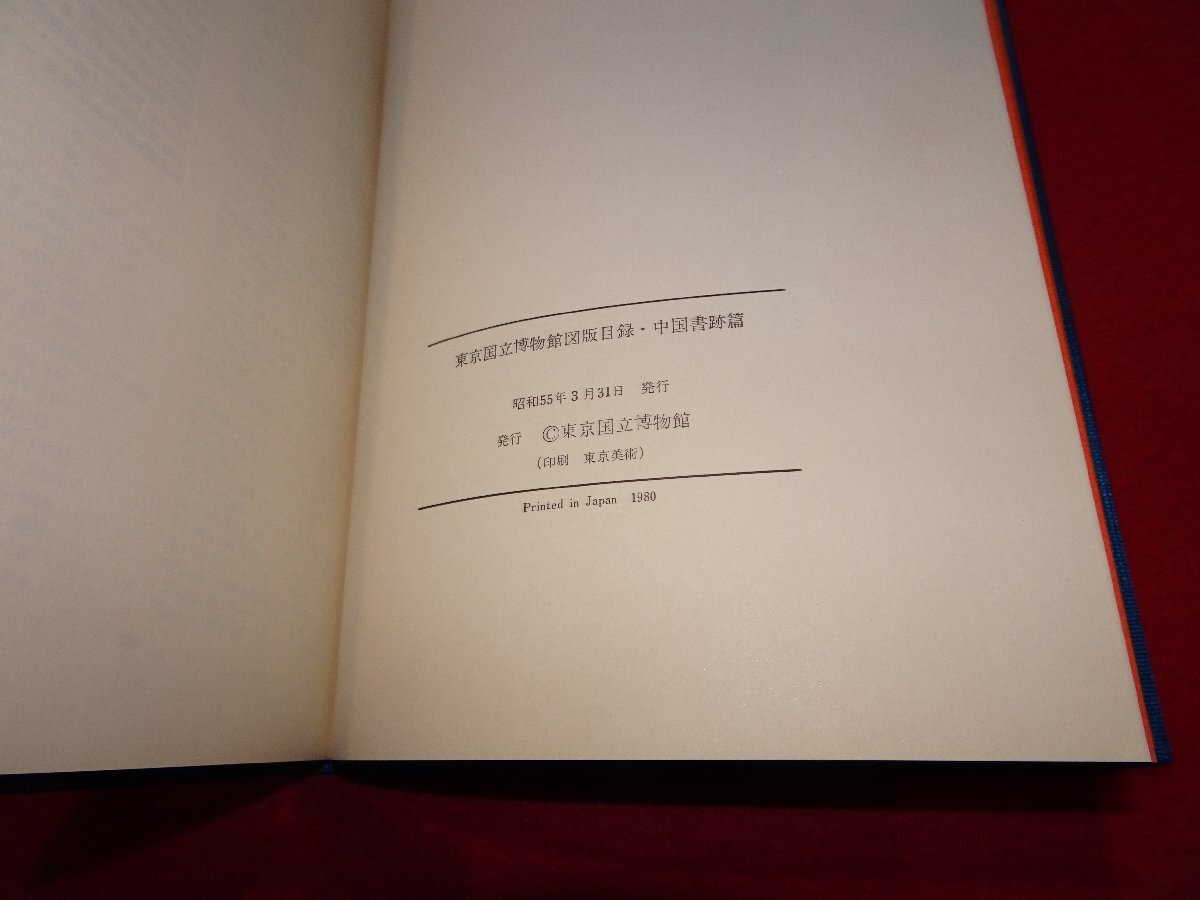 東京国立博物館図版目録・中国書跡篇
昭和55年3月31日 発行
発行 ©東京国立博物館
(印刷 東京美術)
Printed in Japan 1980